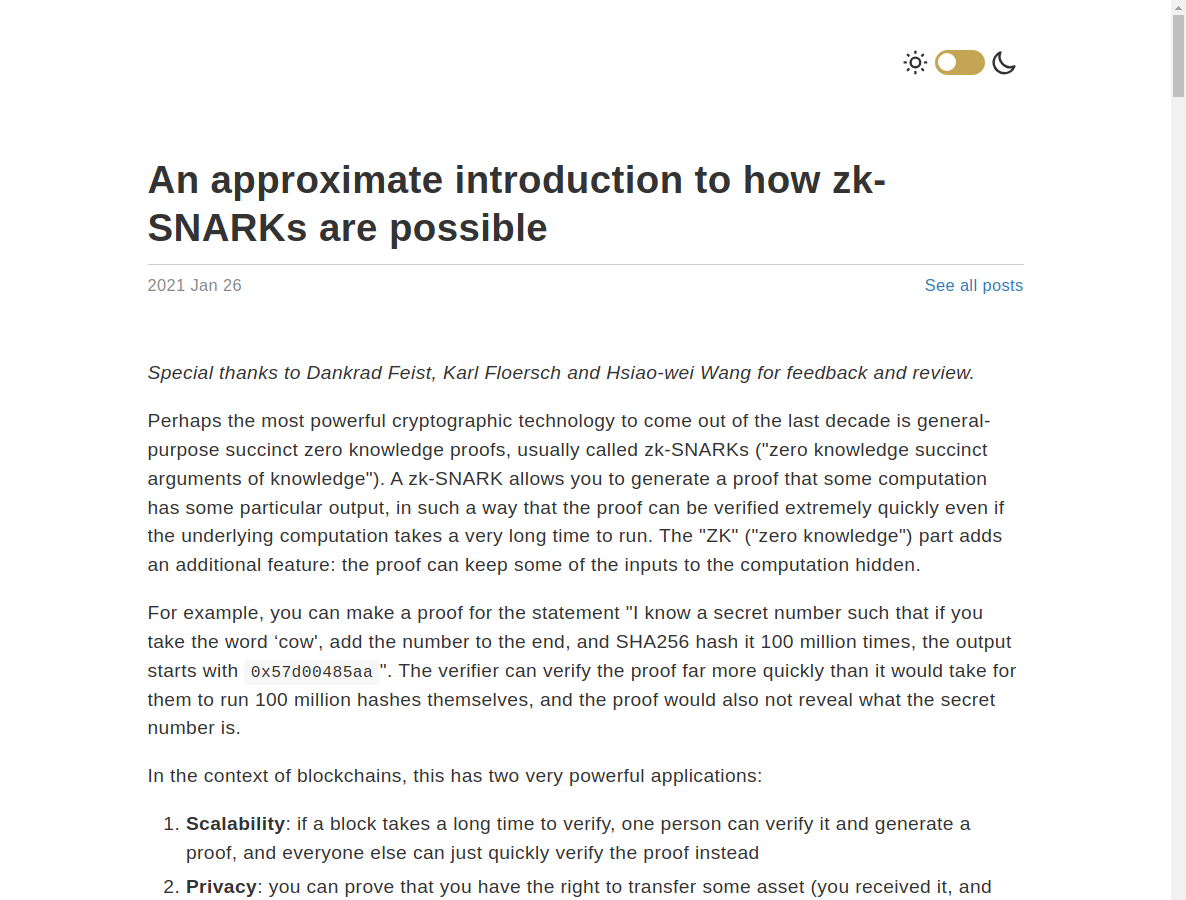 An approximate introduction to how zk-
SNARKs are possible
2021 Jan 26
See all posts
Special thanks to Dankrad Feist, Karl Floersch and Hsiao-wei Wang for feedback and review.
Perhaps the most powerful cryptographic technology to come out of the last decade is general-
purpose succinct zero knowledge proofs, usually called zk-SNARKs ("zero knowledge succinct
arguments of knowledge"). A zk-SNARK allows you to generate a proof that some computation
has some particular output, in such a way that the proof can be verified extremely quickly even if
the underlying computation takes a very long time to run. The "ZK" ("zero knowledge") part adds
an additional feature: the proof can keep some of the inputs to the computation hidden.
For example, you can make a proof for the statement "I know a secret number such that if you
take the word ‘cow', add the number to the end, and SHA256 hash it 100 million times, the output
starts with 0x57d00485aa". The verifier can verify the proof far more quickly than it would take for
them to run 100 million hashes themselves, and the proof would also not reveal what the secret
number is.
In the context of blockchains, this has two very powerful applications:
1. Scalability: if a block takes a long time to verify, one person can verify it and generate a
proof, and everyone else can just quickly verify the proof instead
2. Privacy: you can prove that you have the right to transfer some asset (you received it, and